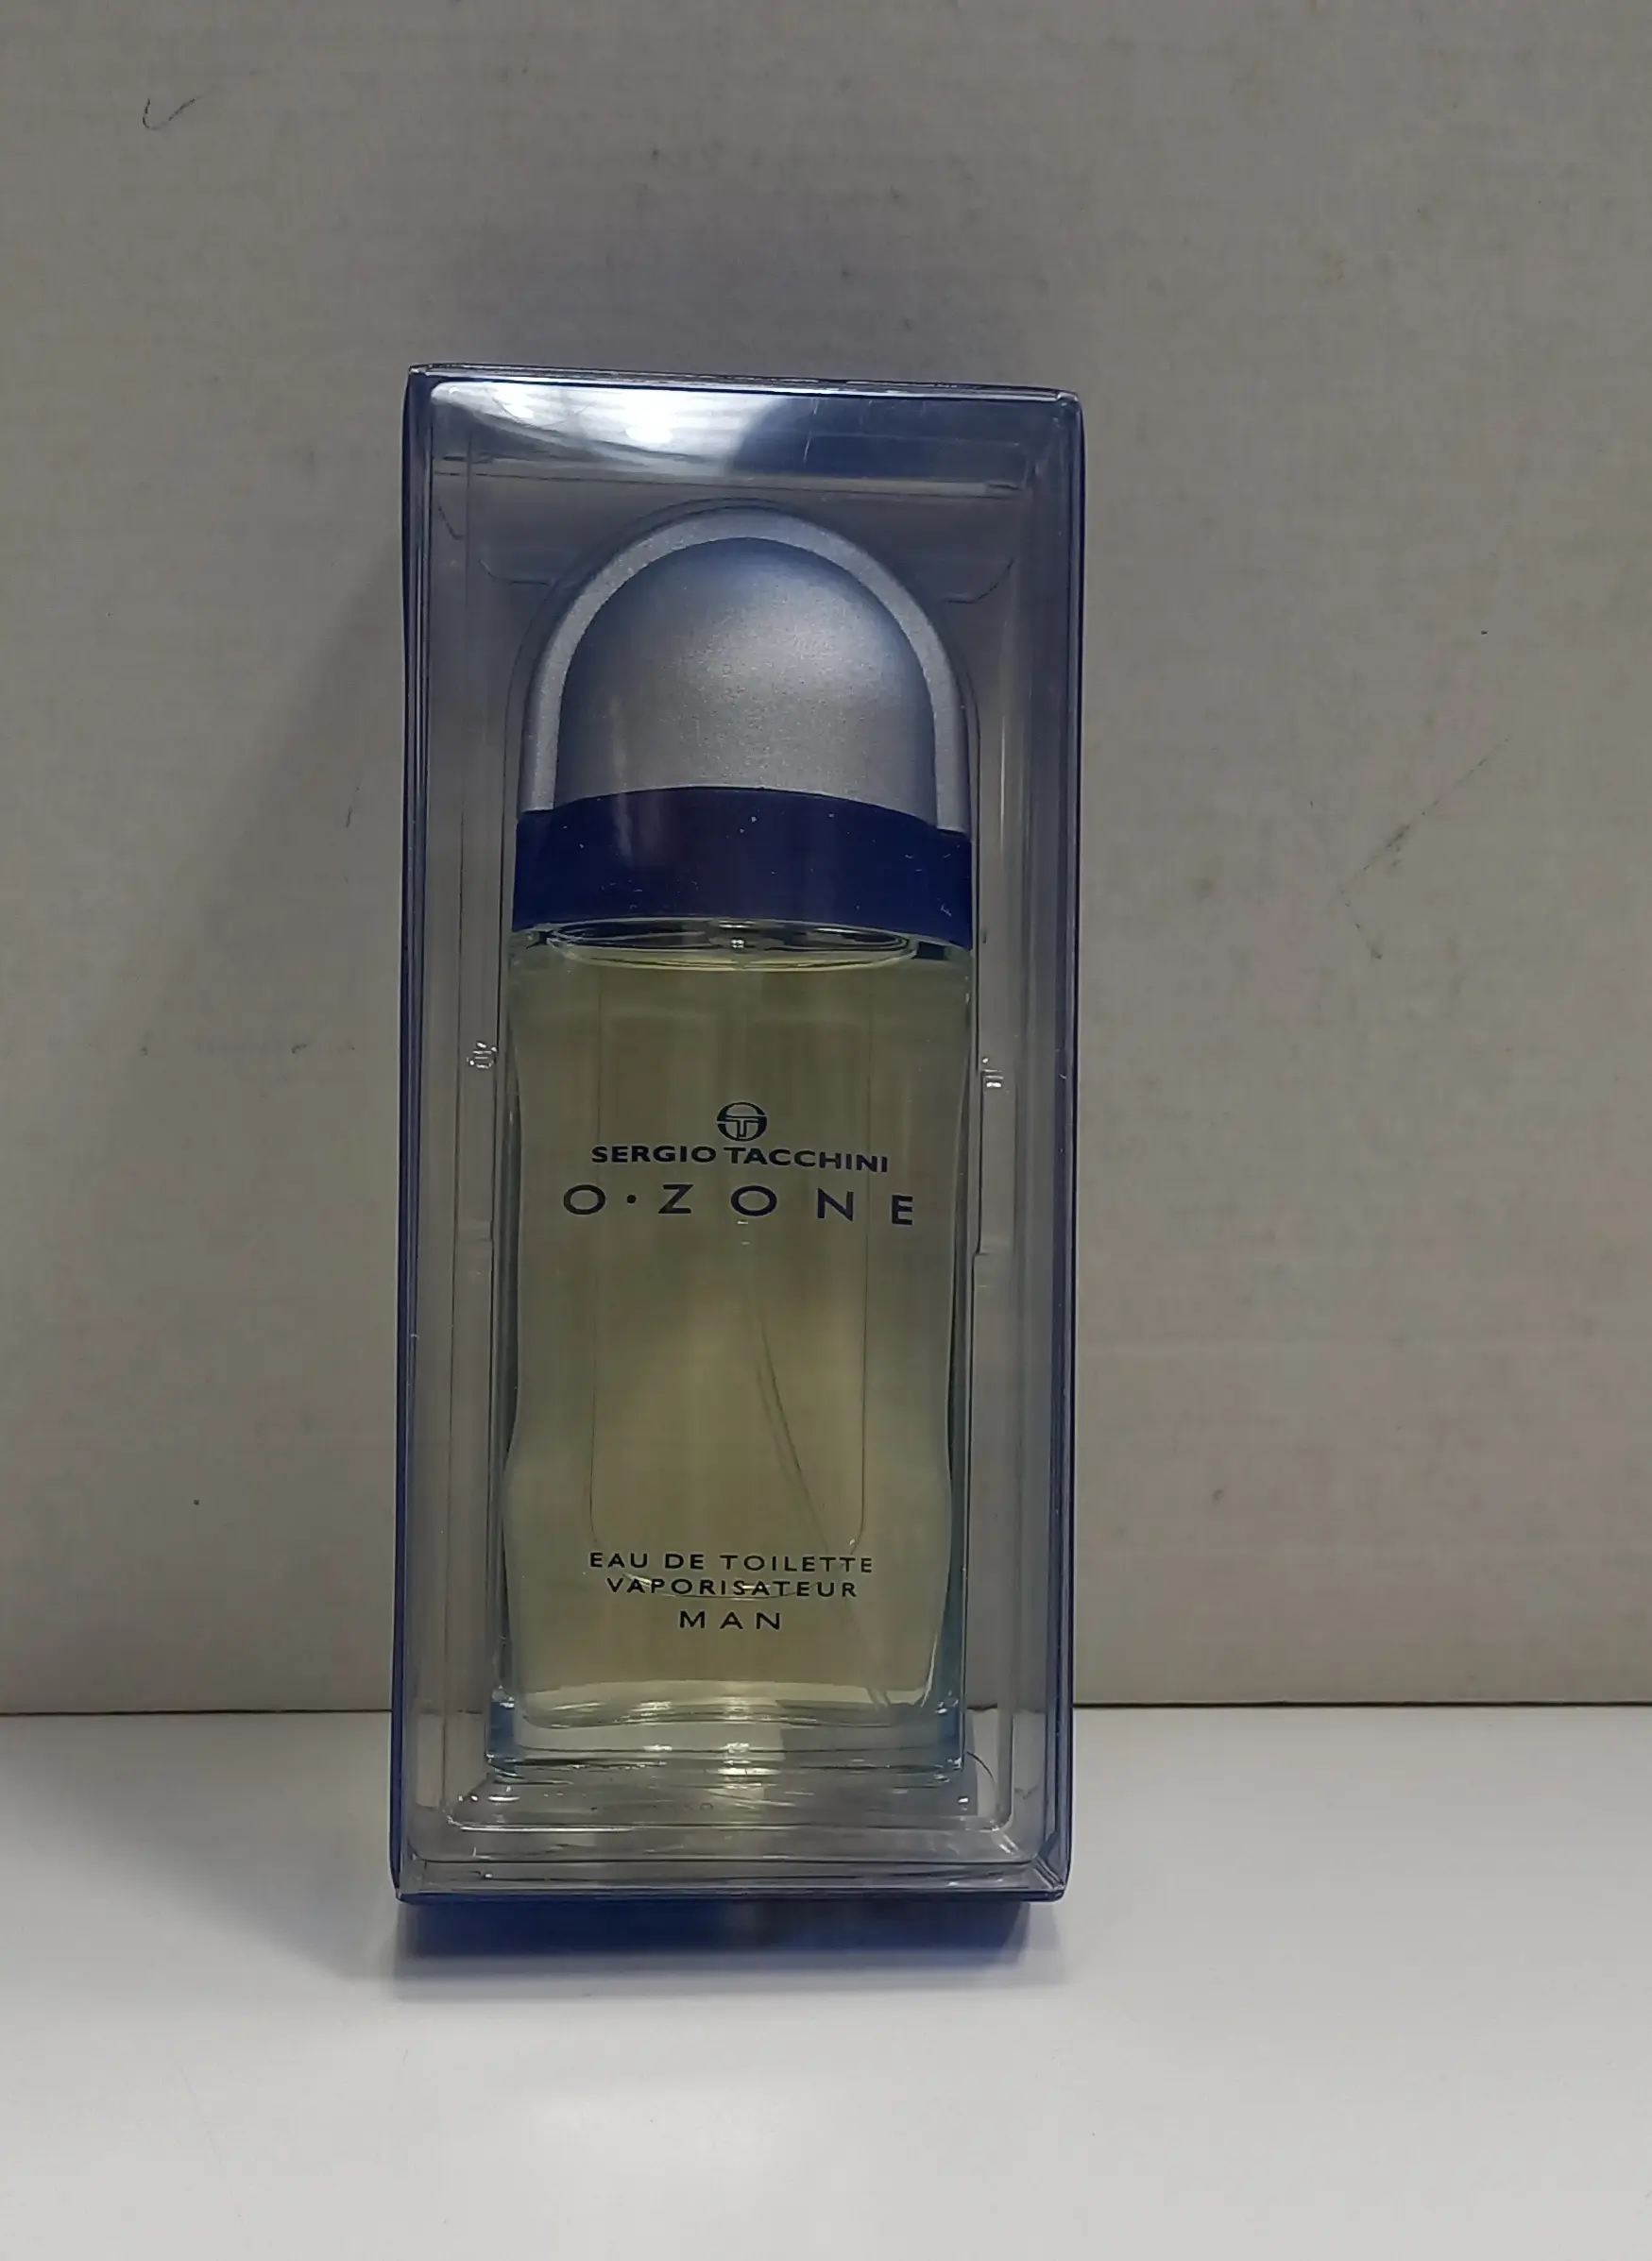 SERGIO TACCHINI
O·ZONE
EAU DE TOILETTE
VAPORISATEUR
MAN